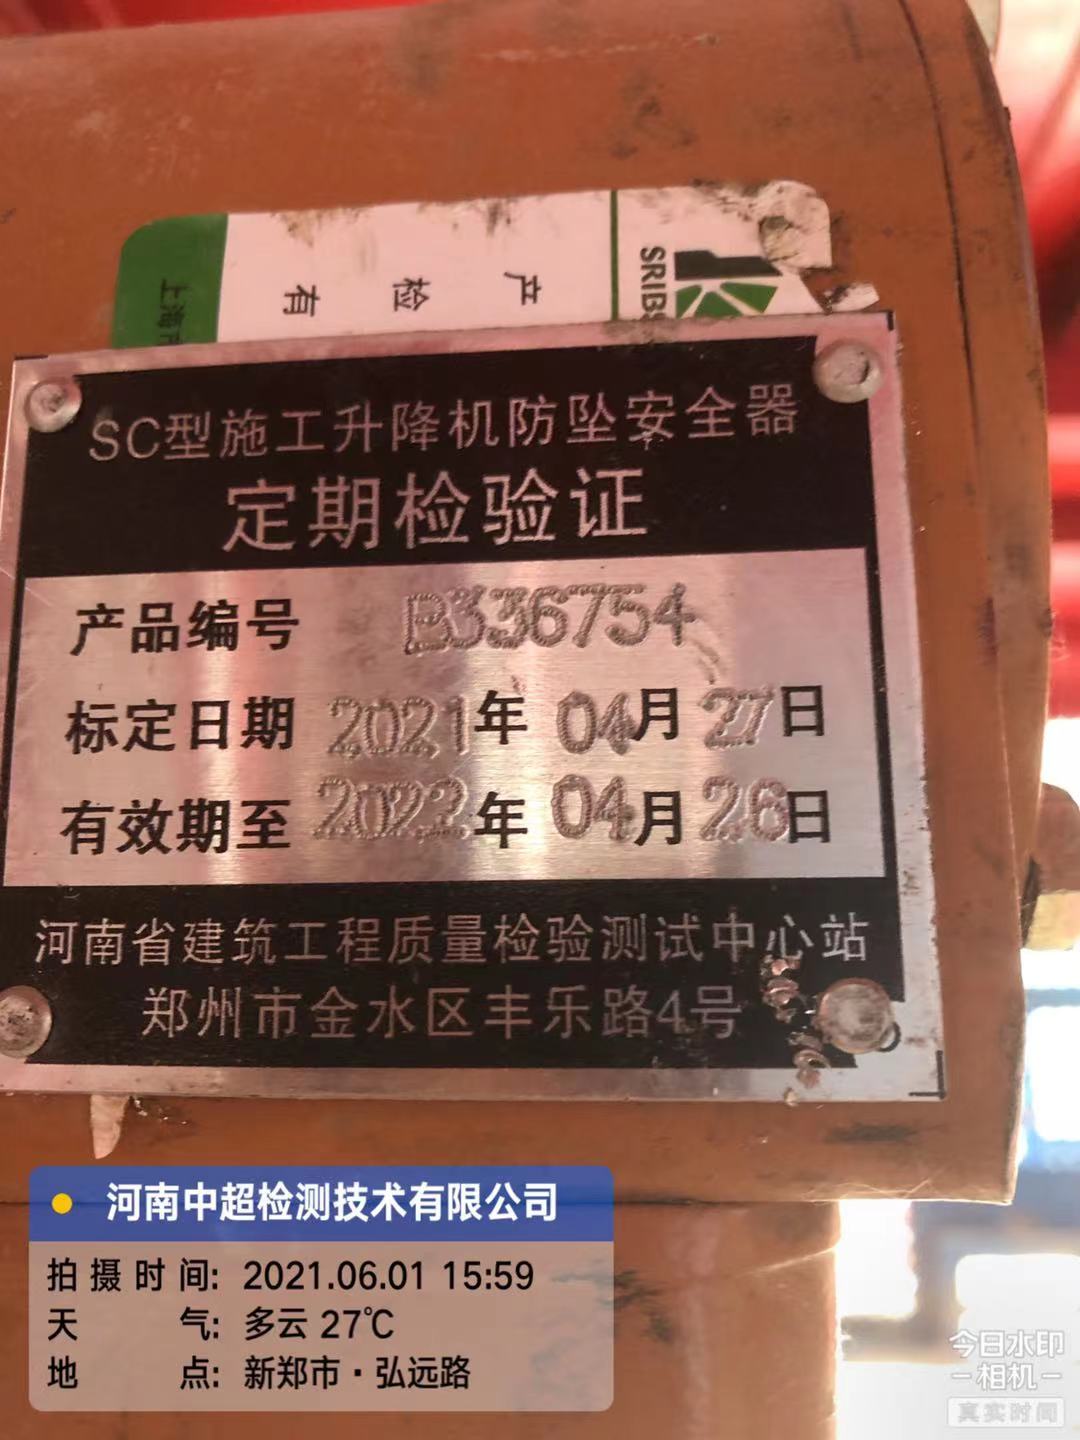 SRIBS
产
检
有
上海市
SC型施工升降机防坠安全器
定期检验证
产品编号 B336754
标定日期 2021年 04月 27日
有效期至 2022年 04月 26日
河南省建筑工程质量检验测试中心站
郑州市金水区丰乐路4号
河南中超检测技术有限公司
拍摄时间: 2021.06.01 15:59
天气: 多云 27℃
地点: 新郑市·弘远路
今日水印
相机
真实时间